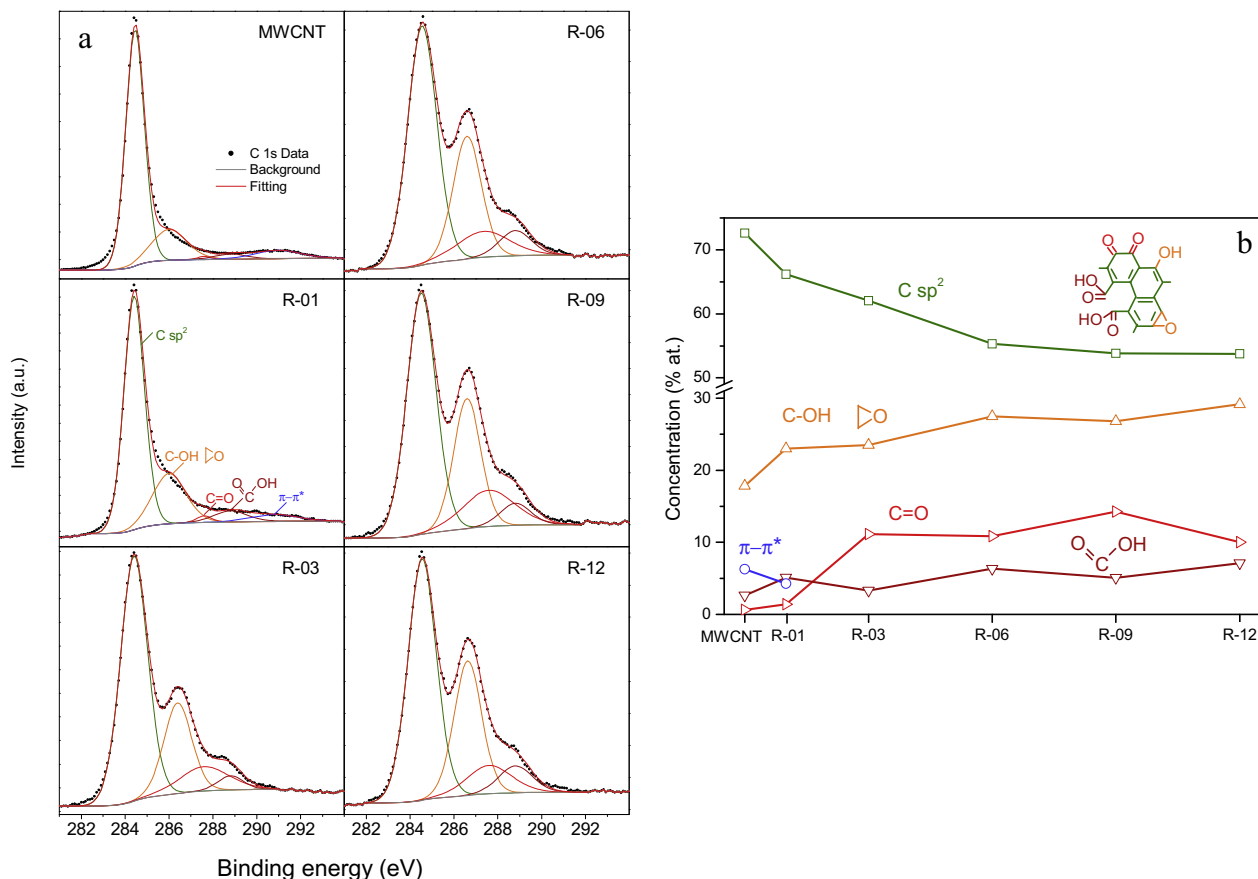 a
MWCNT
C 1s Data
Background
Fitting
R-06
R-01
C sp²
C-OH ▷O
C=O
O C OH
π–π*
R-09
R-03
R-12
282 284 286 288 290 292
282 284 286 288 290 292
Intensity (a.u.)
Binding energy (eV)
b
70
60
50
30
20
10
0
Concentration (% at.)
C sp²
O O
OH
HO
O
HO
O
O
C-OH ▷O
C=O
π–π*
O C OH
MWCNT R-01 R-03 R-06 R-09 R-12